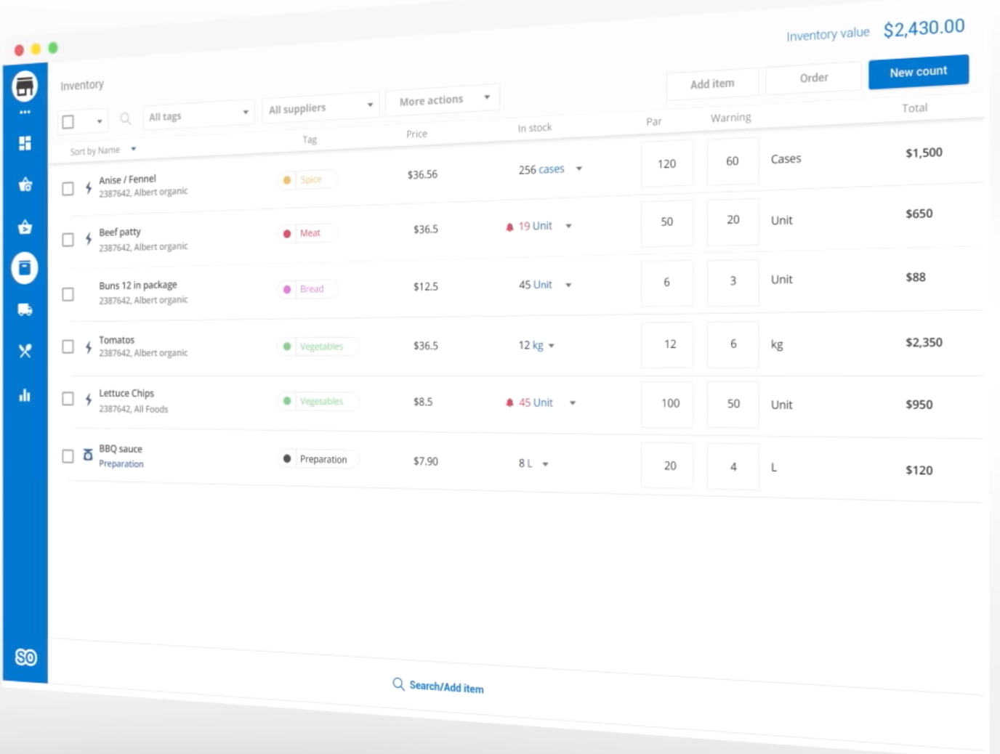 Inventory value $2,430.00
Inventory
Add item Order New count
All tags All suppliers More actions
Sort by Name Tag Price In stock Par Warning Total
Anise / Fennel
2387642, Albert organic
Spice $36.56 256 cases 120 60 Cases $1,500
Beef patty
2387642, Albert organic
Meat $36.5 19 Unit 50 20 Unit $650
Buns 12 in package
2387642, Albert organic
Bread $12.5 45 Unit 6 3 Unit $88
Tomatos
2387642, Albert organic
Vegetables $36.5 12 kg 12 6 kg $2,350
Lettuce Chips
2387642, All Foods
Vegetables $8.5 45 Unit 100 50 Unit $950
BBQ sauce
Preparation
Preparation $7.90 8 L 20 4 L $120
SO
Search/Add item